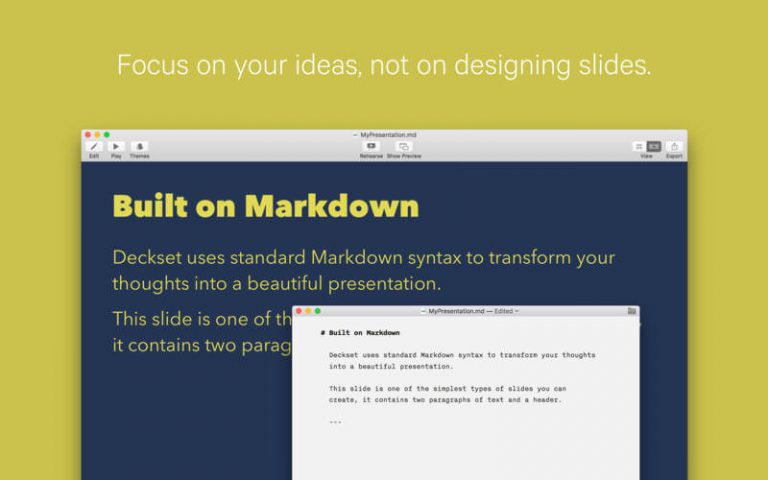 Focus on your ideas, not on designing slides.
MyPresentation.md
Edit Play Themes Rehearse Show Preview View Export
Built on Markdown
Deckset uses standard Markdown syntax to transform your
thoughts into a beautiful presentation.
This slide is one of th
it contains two parag
MyPresentation.md — Edited
# Built on Markdown
Deckset uses standard Markdown syntax to transform your thoughts
into a beautiful presentation.
This slide is one of the simplest types of slides you can
create, it contains two paragraphs of text and a header.
---